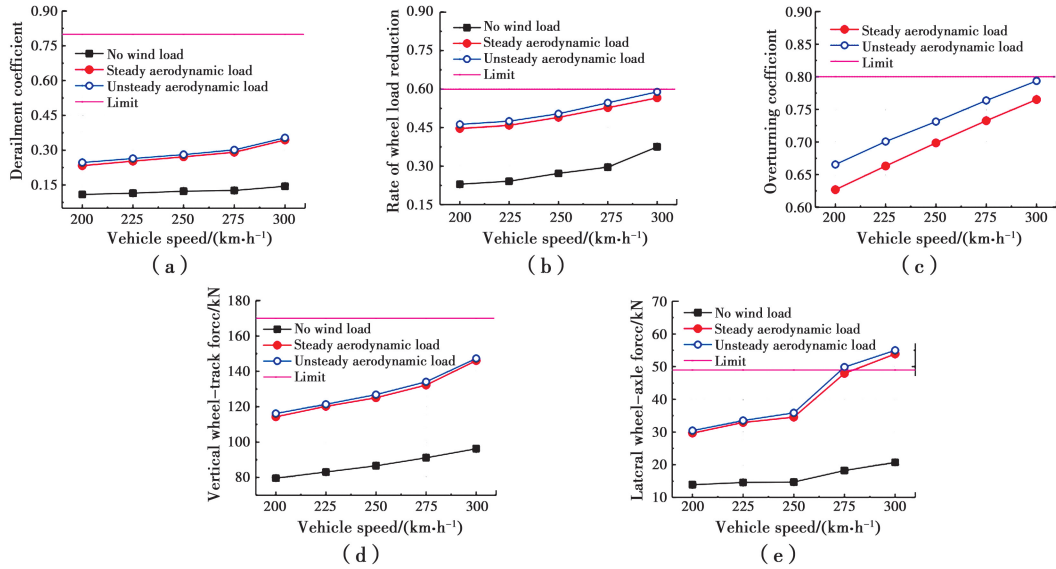 Derailment coefficient
0.90
0.75
0.60
0.45
0.30
0.15
No wind load
Steady aerodynamic load
Unsteady aerodynamic load
Limit
200 225 250 275 300
Vehicle speed/(km·h⁻¹)
(a)
Rate of wheel load reduction
0.90
0.75
0.60
0.45
0.30
0.15
No wind load
Steady aerodynamic load
Unsteady aerodynamic load
Limit
200 225 250 275 300
Vehicle speed/(km·h⁻¹)
(b)
Overturning cocfficiont
0.90
0.85
0.80
0.75
0.70
0.65
0.60
Steady aerodynamic load
Unsteady aerodynamic load
Limit
200 225 250 275 300
Vehicle speed/(km·h⁻¹)
(c)
Vertical wheel-track forcc/kN
180
160
140
120
100
80
No wind load
Steady aerodynamic load
Unsteady aerodynamic load
Limit
200 225 250 275 300
Vehicle speed/(km·h⁻¹)
(d)
Latcral wheel-axle forcc/kN
70
60
50
40
30
20
10
No wind load
Steady aerodynamic load
Unsteady aerodynamic load
Limit
200 225 250 275 300
Vehicle speed/(km·h⁻¹)
(e)